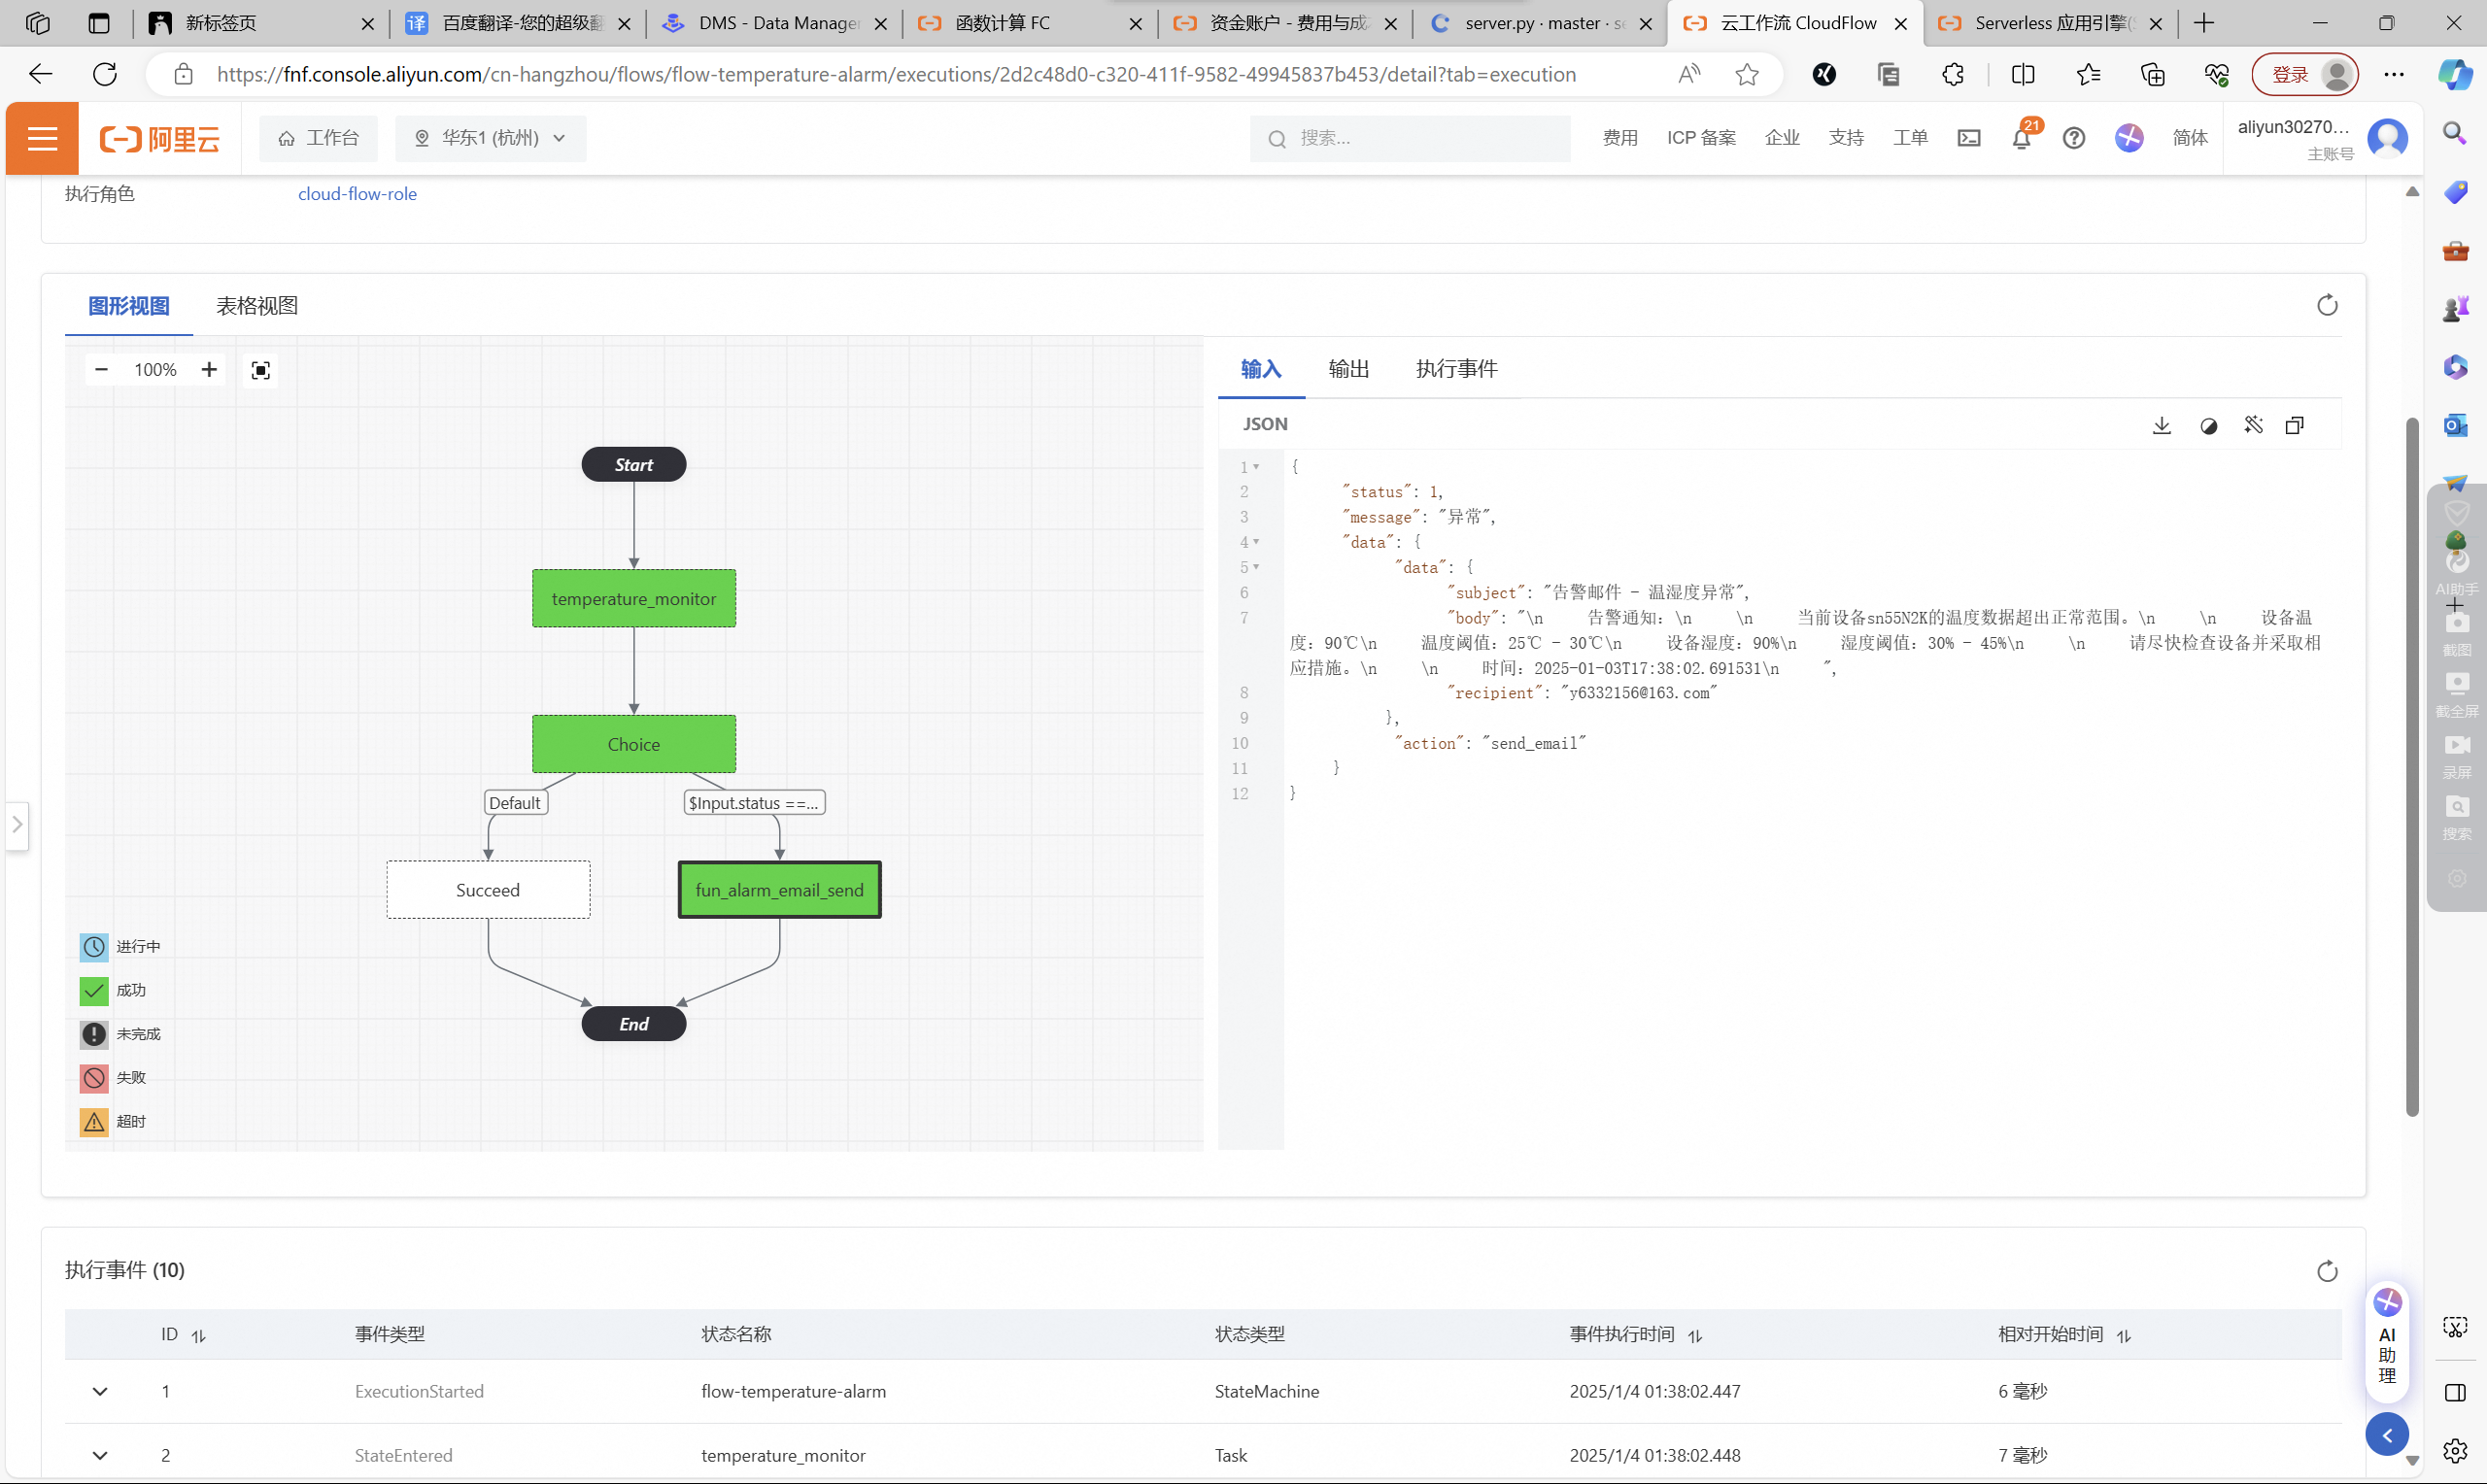 新标签页
百度翻译-您的超级翻
DMS - Data Manage
函数计算 FC
资金账户 - 费用与成
server.py · master · s
云工作流 CloudFlow
Serverless 应用引擎(
https://fnf.console.aliyun.com/cn-hangzhou/flows/flow-temperature-alarm/executions/2d2c48d0-c320-411f-9582-49945837b453/detail?tab=execution
登录
阿里云
工作台
华东1 (杭州)
搜索...
费用
ICP 备案
企业
支持
工单
21
简体
aliyun30270...
主账号
执行角色
cloud-flow-role
图形视图
表格视图
100%
Start
temperature_monitor
Choice
Default
$Input.status ==...
Succeed
fun_alarm_email_send
End
进行中
成功
未完成
失败
超时
输入
输出
执行事件
JSON
1 {
2 "status": 1,
3 "message": "异常",
4 "data": {
5 "data": {
6 "subject": "告警邮件 - 温湿度异常",
7 "body": "\n 告警通知: \n \n 当前设备sn55N2K的温度数据超出正常范围。\n \n 设备温
度: 90℃\n 温度阈值: 25℃ - 30℃\n 设备湿度: 90%\n 湿度阈值: 30% - 45%\n \n 请尽快检查设备并采取相
应措施。\n \n 时间: 2025-01-03T17:38:02.691531\n ",
8 "recipient": "y6332156@163.com"
9 },
10 "action": "send_email"
11 }
12 }
AI助手
截图
截全屏
录屏
搜索
执行事件 (10)
ID
事件类型
状态名称
状态类型
事件执行时间
相对开始时间
1
ExecutionStarted
flow-temperature-alarm
StateMachine
2025/1/4 01:38:02.447
6 毫秒
2
StateEntered
temperature_monitor
Task
2025/1/4 01:38:02.448
7 毫秒
AI
助
理